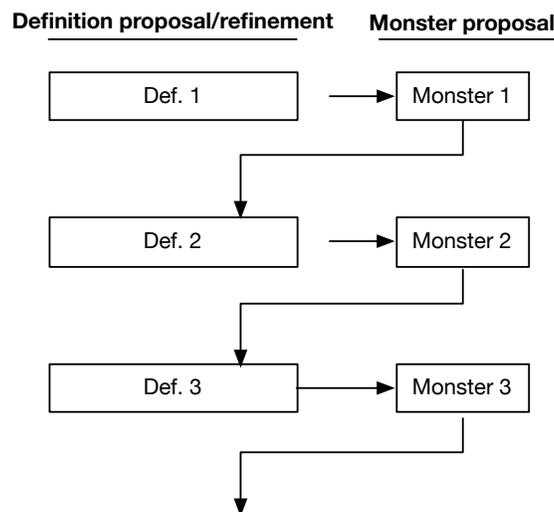 Definition proposal/refinement
Monster proposal
Def. 1
Monster 1
Def. 2
Monster 2
Def. 3
Monster 3